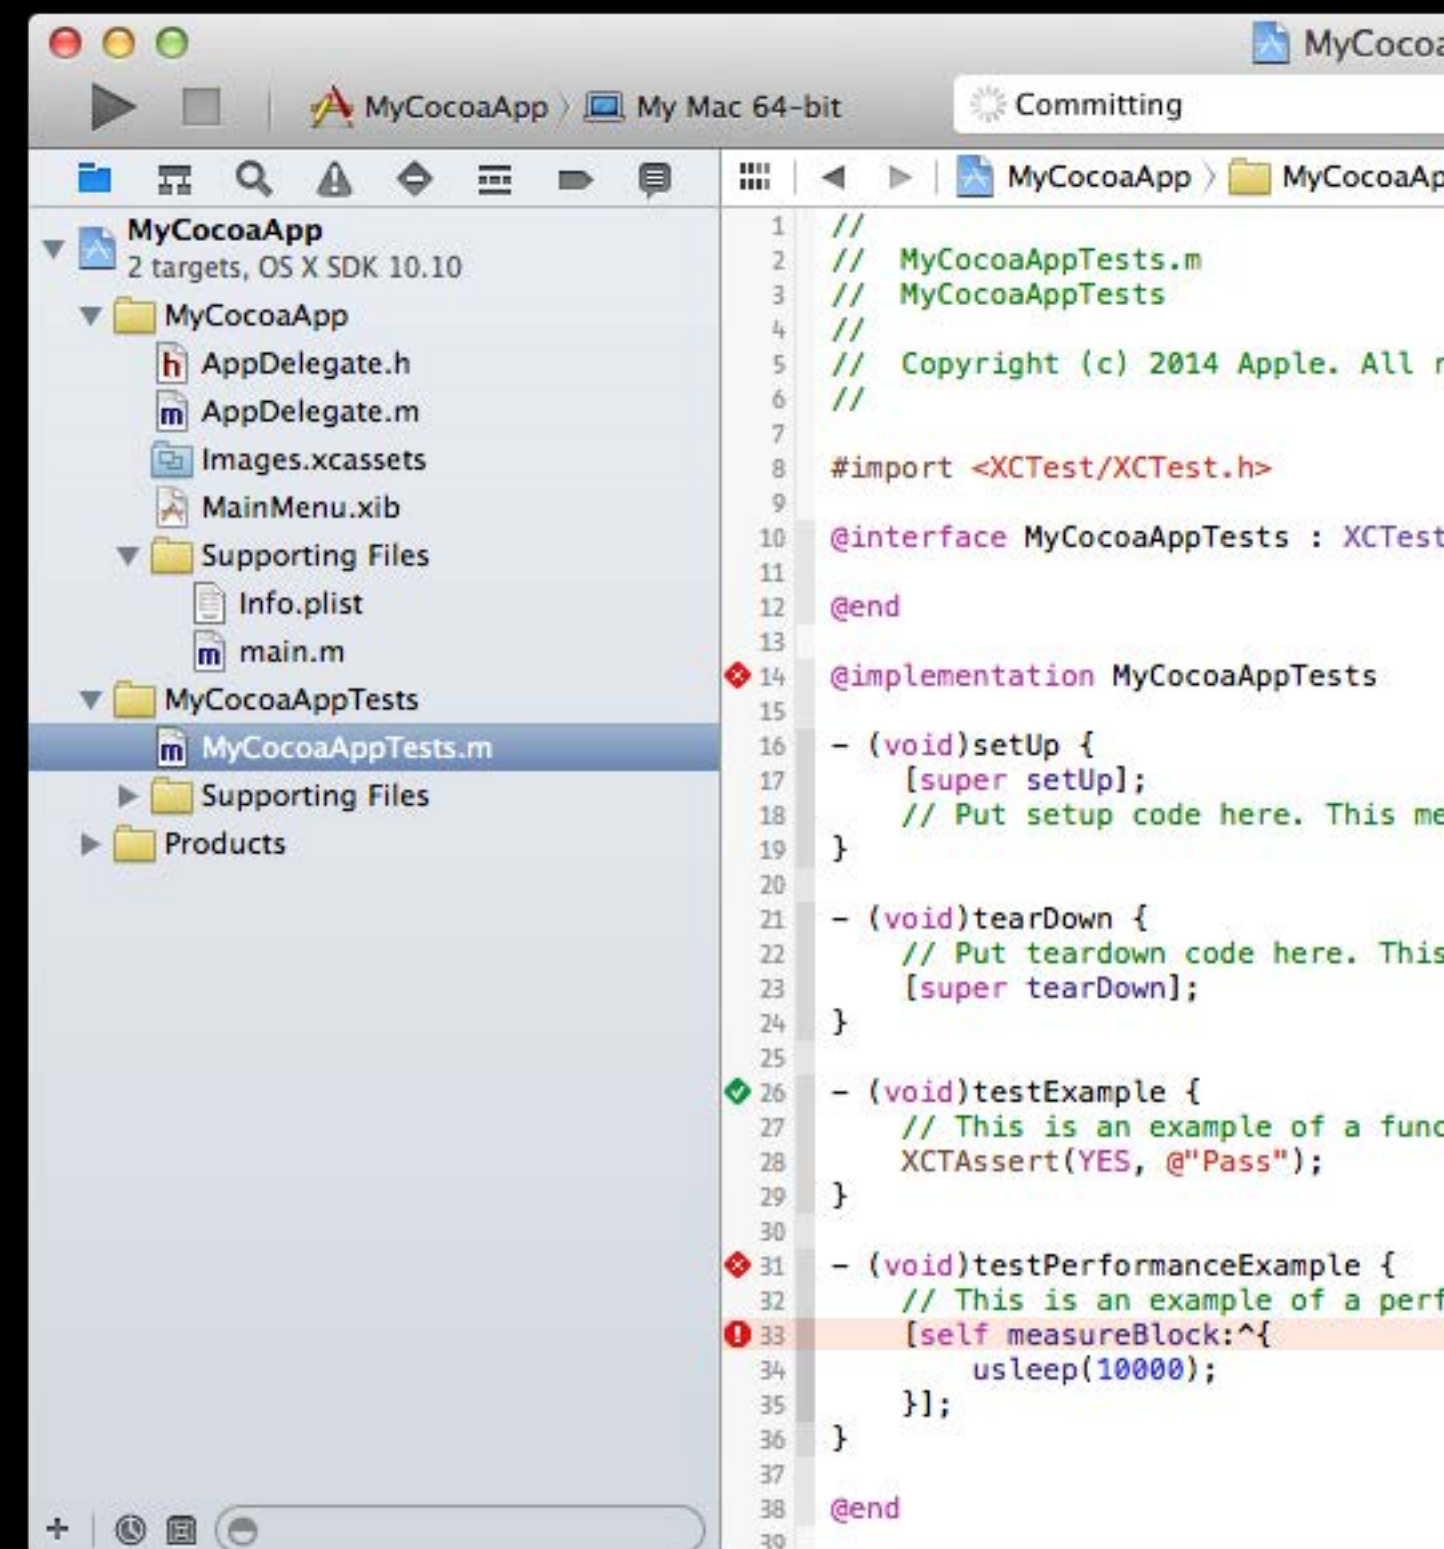 MyCocoa
MyCocoaApp My Mac 64-bit
Committing
MyCocoaApp MyCocoaAp
MyCocoaApp
2 targets, OS X SDK 10.10
MyCocoaApp
h AppDelegate.h
m AppDelegate.m
Images.xcassets
MainMenu.xib
Supporting Files
Info.plist
m main.m
MyCocoaAppTests
m MyCocoaAppTests.m
Supporting Files
Products
1 //
2 //  MyCocoaAppTests.m
3 //  MyCocoaAppTests
4 //
5 //  Copyright (c) 2014 Apple. All r
6 //
7
8 #import <XCTest/XCTest.h>
9
10 @interface MyCocoaAppTests : XCTest
11
12 @end
13
14 @implementation MyCocoaAppTests
15
16 - (void)setUp {
17     [super setUp];
18     // Put setup code here. This me
19 }
20
21 - (void)tearDown {
22     // Put teardown code here. This
23     [super tearDown];
24 }
25
26 - (void)testExample {
27     // This is an example of a func
28     XCTAssert(YES, @"Pass");
29 }
30
31 - (void)testPerformanceExample {
32     // This is an example of a perf
33     [self measureBlock:^{
34         usleep(10000);
35     }];
36 }
37
38 @end
39